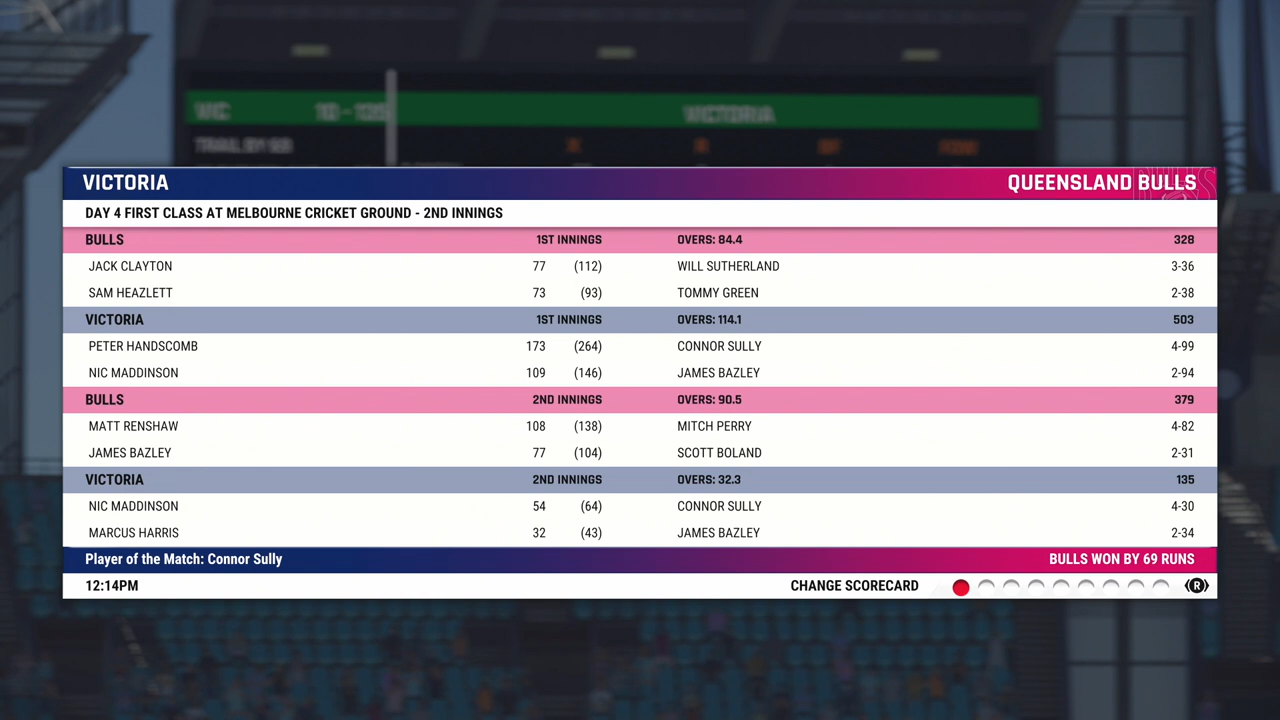 VICTORIA
VICTORIA QUEENSLAND BULLS
DAY 4 FIRST CLASS AT MELBOURNE CRICKET GROUND - 2ND INNINGS
BULLS 1ST INNINGS OVERS: 84.4 328
JACK CLAYTON 77 (112) WILL SUTHERLAND 3-36
SAM HEAZLETT 73 (93) TOMMY GREEN 2-38
VICTORIA 1ST INNINGS OVERS: 114.1 503
PETER HANDSCOMB 173 (264) CONNOR SULLY 4-99
NIC MADDINSON 109 (146) JAMES BAZLEY 2-94
BULLS 2ND INNINGS OVERS: 90.5 379
MATT RENSHAW 108 (138) MITCH PERRY 4-82
JAMES BAZLEY 77 (104) SCOTT BOLAND 2-31
VICTORIA 2ND INNINGS OVERS: 32.3 135
NIC MADDINSON 54 (64) CONNOR SULLY 4-30
MARCUS HARRIS 32 (43) JAMES BAZLEY 2-34
Player of the Match: Connor Sully BULLS WON BY 69 RUNS
12:14PM CHANGE SCORECARD R